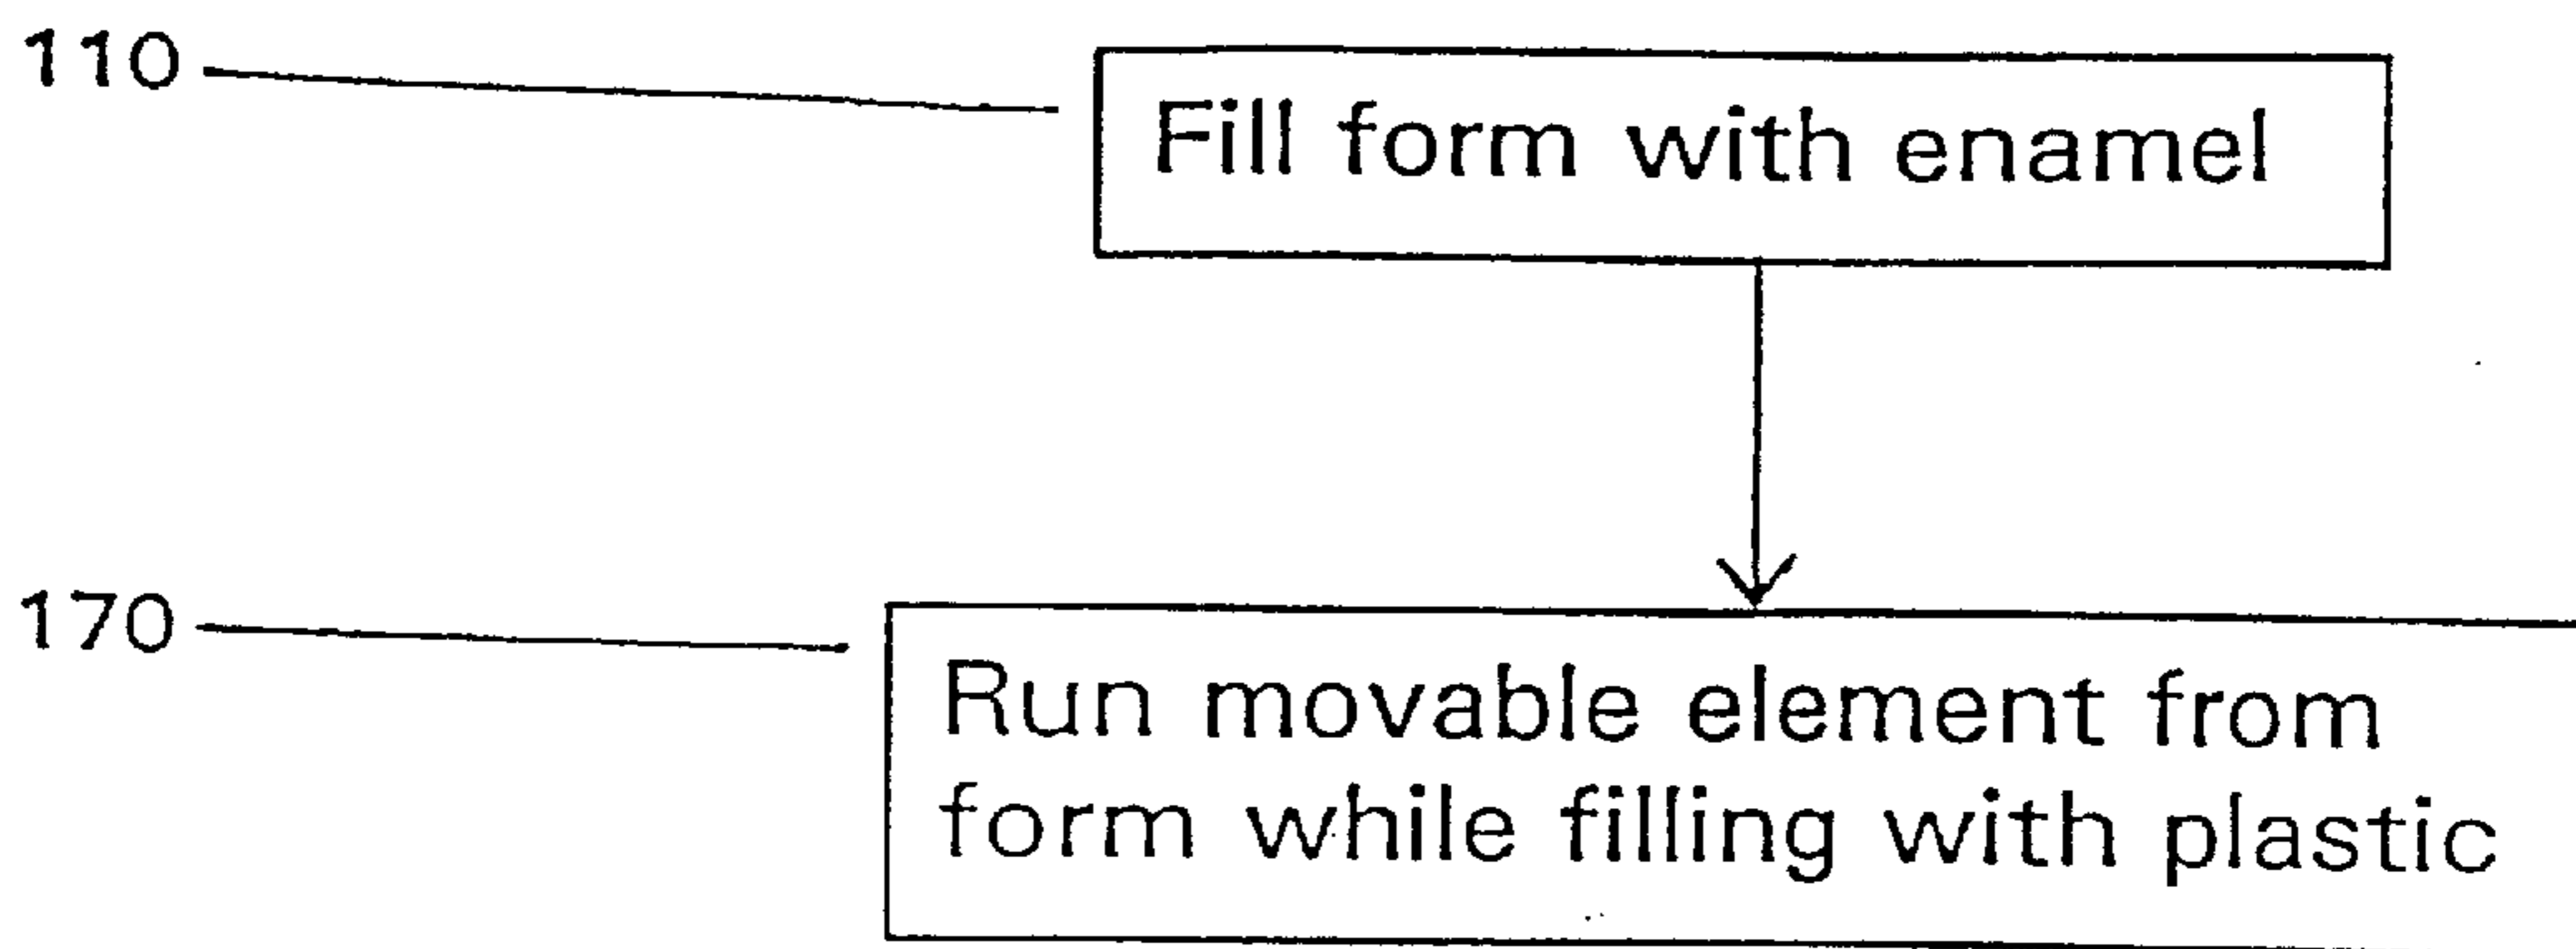 110
Fill form with enamel
170
Run movable element from
form while filling with plastic